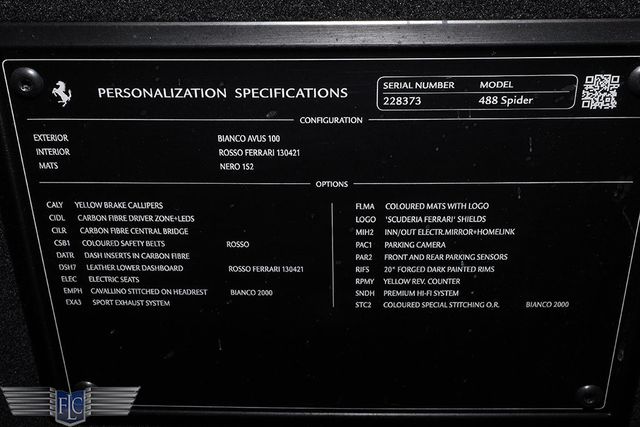 PERSONALIZATION SPECIFICATIONS
SERIAL NUMBER MODEL
228373 488 Spider
CONFIGURATION
EXTERIOR BIANCO AVUS 100
INTERIOR ROSSO FERRARI 130421
MATS NERO 152
OPTIONS
CALY YELLOW BRAKE CALLIPERS
CIDL CARBON FIBRE DRIVER ZONE+LEDS
CILR CARBON FIBRE CENTRAL BRIDGE
CSB1 COLOURED SAFETY BELTS ROSSO
DATR DASH INSERTS IN CARBON FIBRE
DSH7 LEATHER LOWER DASHBOARD ROSSO FERRARI 130421
ELEC ELECTRIC SEATS
EMPH CAVALLINO STITCHED ON HEADREST BIANCO 2000
EXA3 SPORT EXHAUST SYSTEM
FLMA COLOURED MATS WITH LOGO
LOGO 'SCUDERIA FERRARI' SHIELDS
MIH2 INN/OUT ELECTR.MIRROR+HOMELINK
PAC1 PARKING CAMERA
PAR2 FRONT AND REAR PARKING SENSORS
RIF5 20" FORGED DARK PAINTED RIMS
RPMY YELLOW REV. COUNTER
SNDH PREMIUM HI-FI SYSTEM
STC2 COLOURED SPECIAL STITCHING O.R. BIANCO 2000
FLC